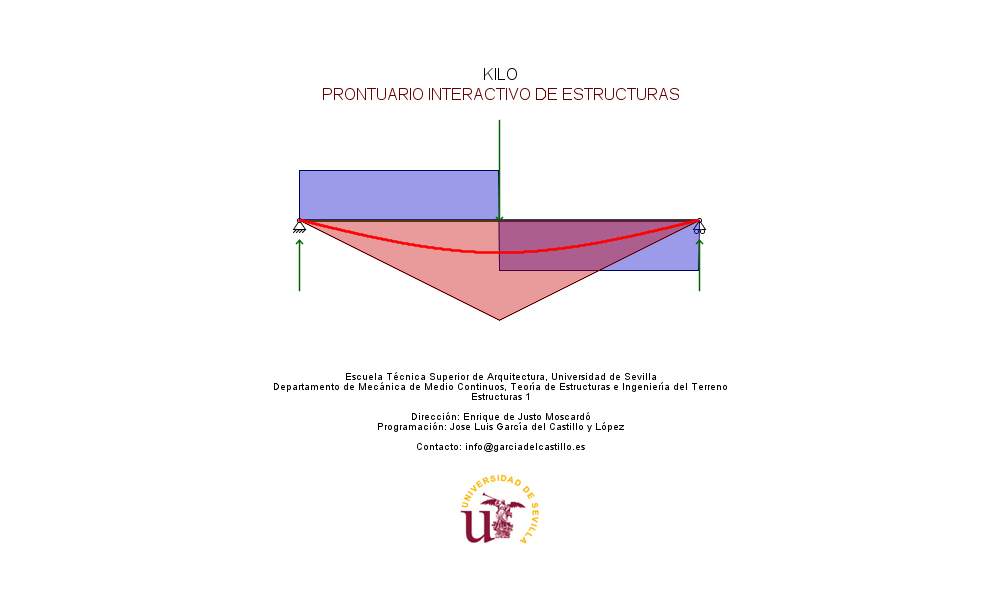 KILO
PRONTUARIO INTERACTIVO DE ESTRUCTURAS
Escuela Técnica Superior de Arquitectura, Universidad de Sevilla
Departamento de Mecánica de Medio Continuos, Teoría de Estructuras e Ingeniería del Terreno
Estructuras 1
Dirección: Enrique de Justo Moscardó
Programación: Jose Luis García del Castillo y López
Contacto: info@garciadelcastillo.es
UNIVERSIDAD DE SEVILLA
u